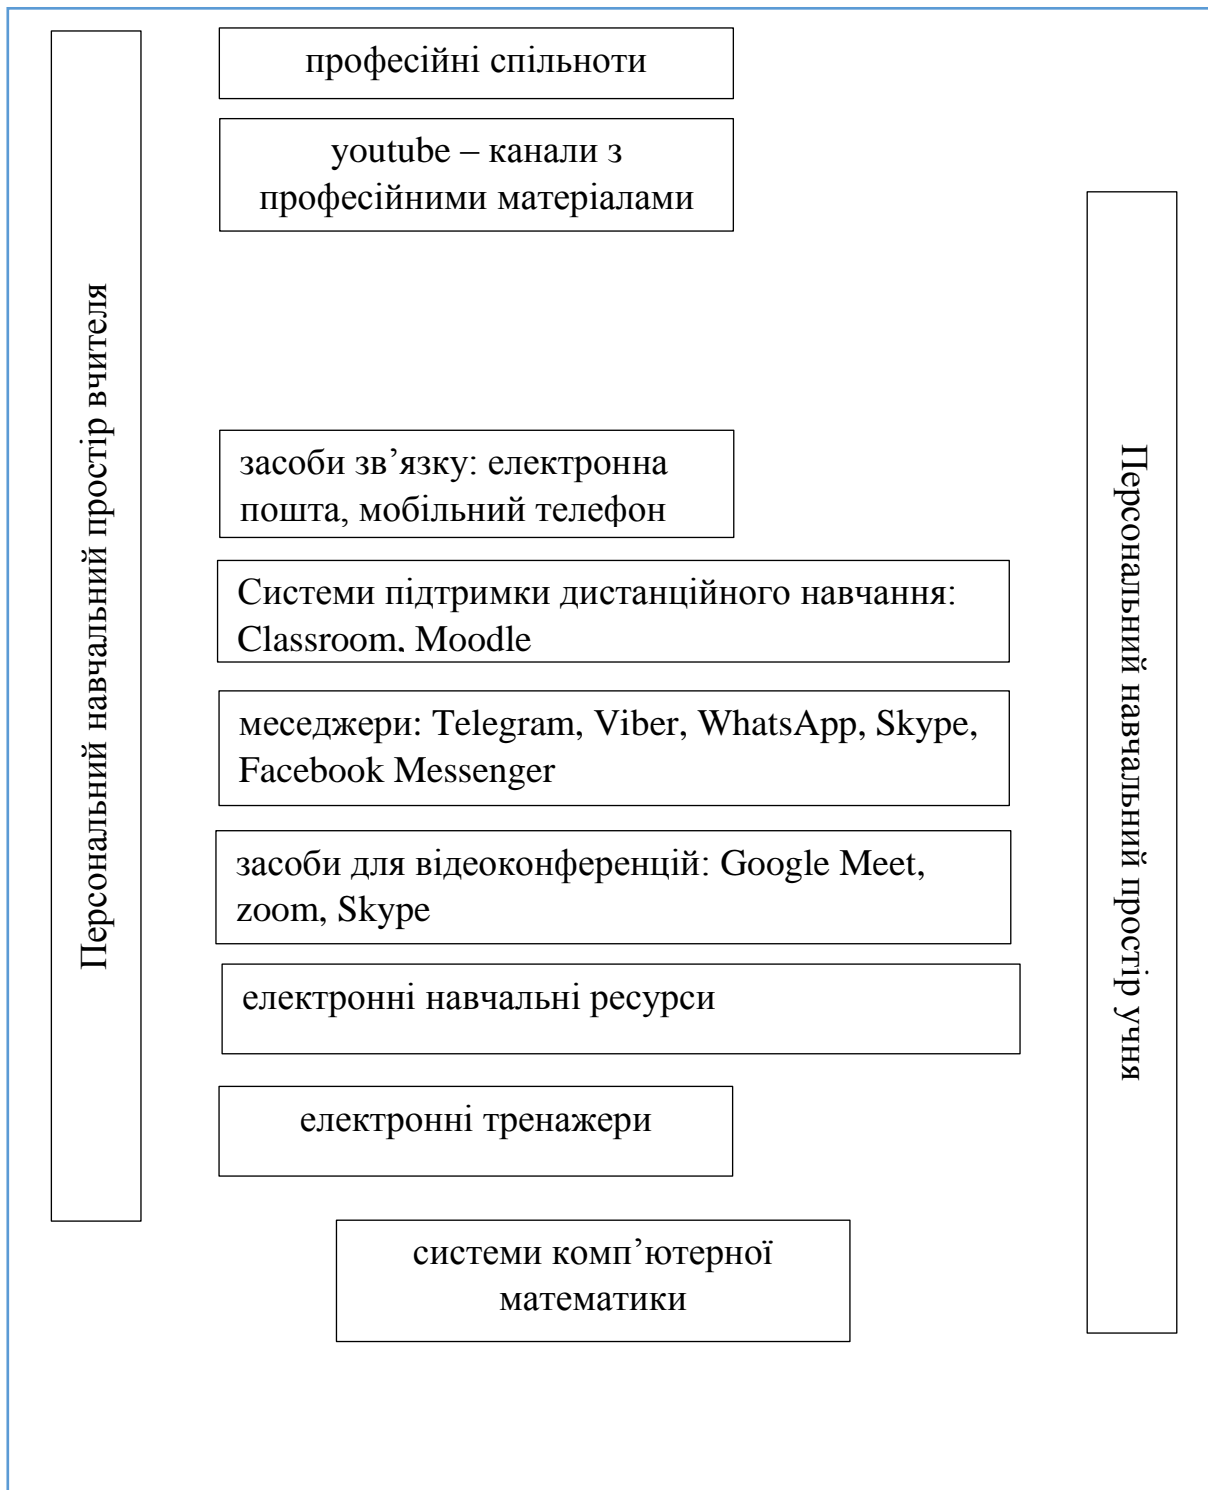 Персональний навчальний простір вчителя
професійні спільноти
youtube – канали з
професійними матеріалами
засоби зв’язку: електронна
пошта, мобільний телефон
Системи підтримки дистанційного навчання:
Classroom, Moodle
меседжери: Telegram, Viber, WhatsApp, Skype,
Facebook Messenger
засоби для відеоконференцій: Google Meet,
zoom, Skype
електронні навчальні ресурси
електронні тренажери
системи комп’ютерної
математики
Персональний навчальний простір учня